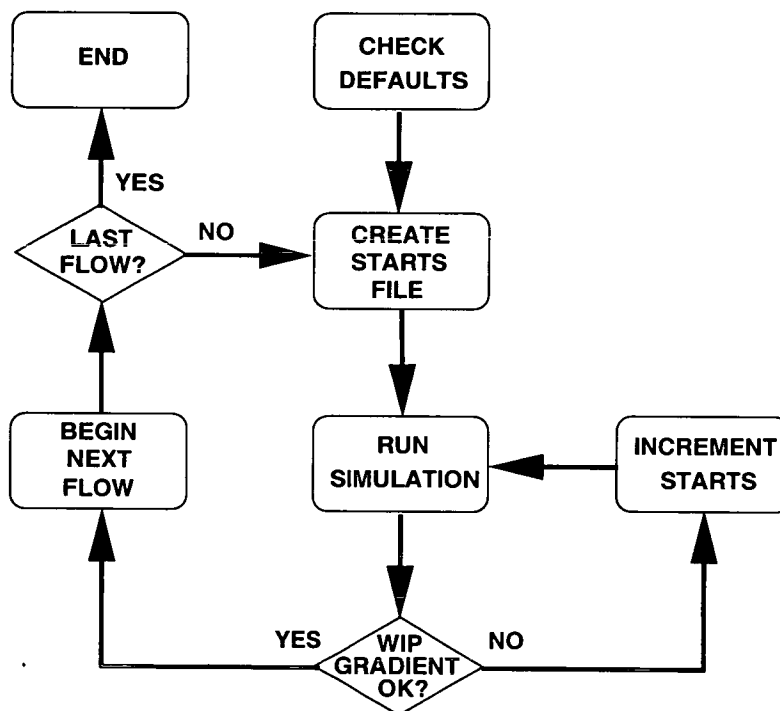 END
CHECK
DEFAULTS
YES
LAST
FLOW?
NO
CREATE
STARTS
FILE
BEGIN
NEXT
FLOW
RUN
SIMULATION
INCREMENT
STARTS
YES
WIP
GRADIENT
OK?
NO